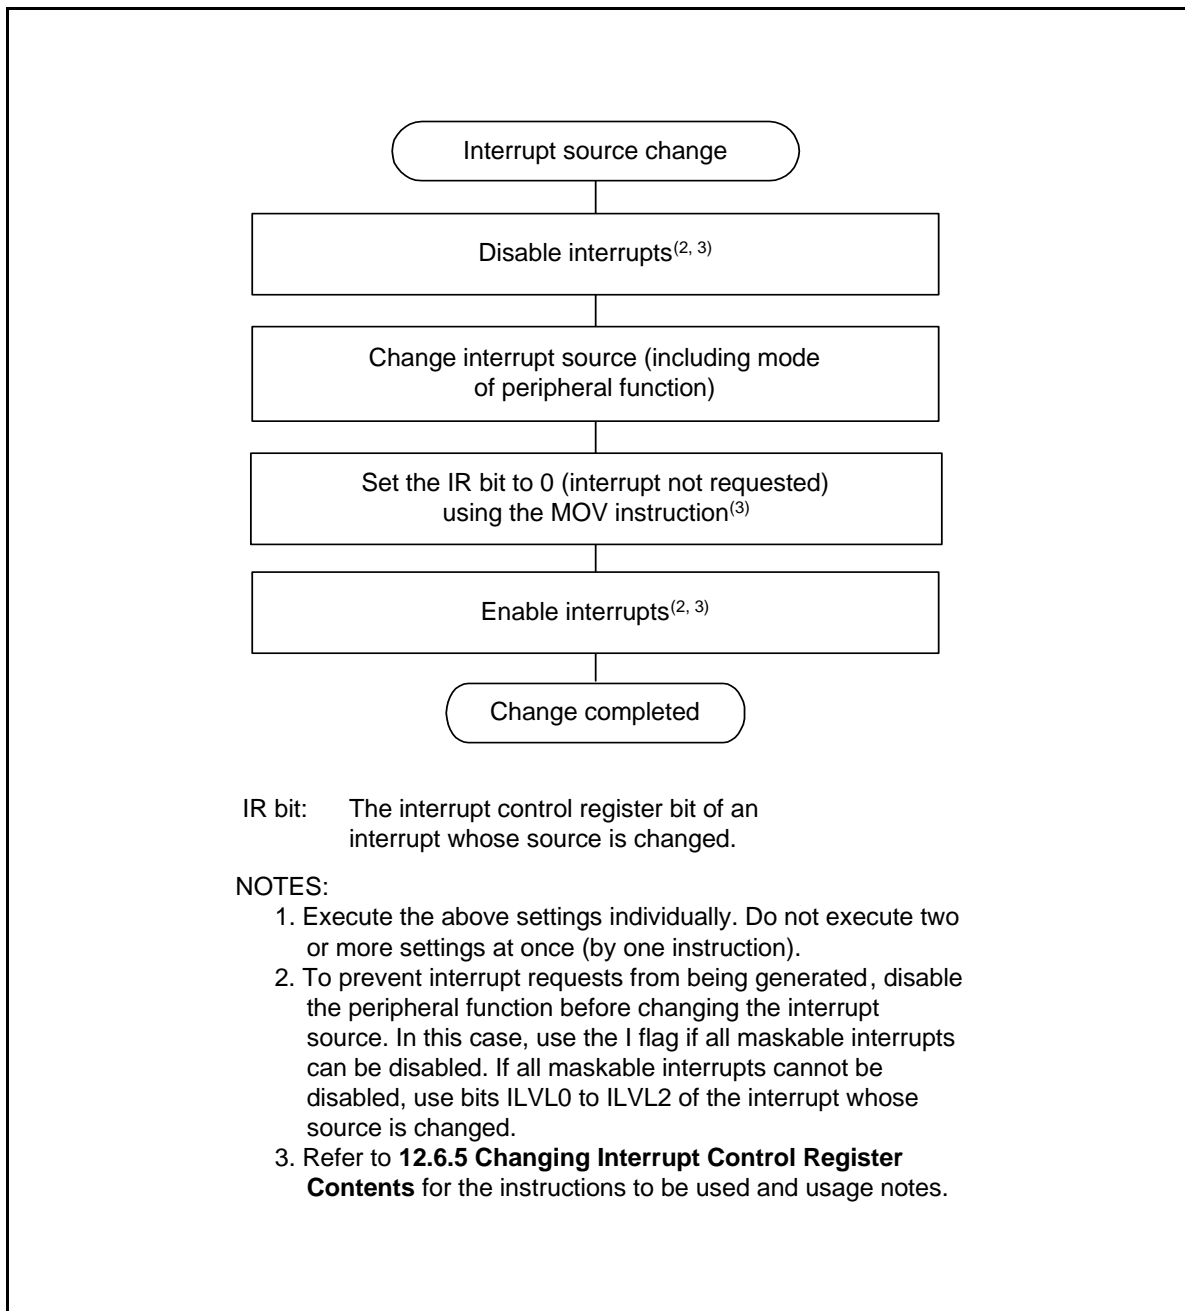 Interrupt source change
Disable interrupts(2, 3)
Change interrupt source (including mode
of peripheral function)
Set the IR bit to 0 (interrupt not requested)
using the MOV instruction(3)
Enable interrupts(2, 3)
Change completed
IR bit: The interrupt control register bit of an
interrupt whose source is changed.
NOTES:
1. Execute the above settings individually. Do not execute two
or more settings at once (by one instruction).
2. To prevent interrupt requests from being generated, disable
the peripheral function before changing the interrupt
source. In this case, use the I flag if all maskable interrupts
can be disabled. If all maskable interrupts cannot be
disabled, use bits ILVL0 to ILVL2 of the interrupt whose
source is changed.
3. Refer to 12.6.5 Changing Interrupt Control Register
Contents for the instructions to be used and usage notes.